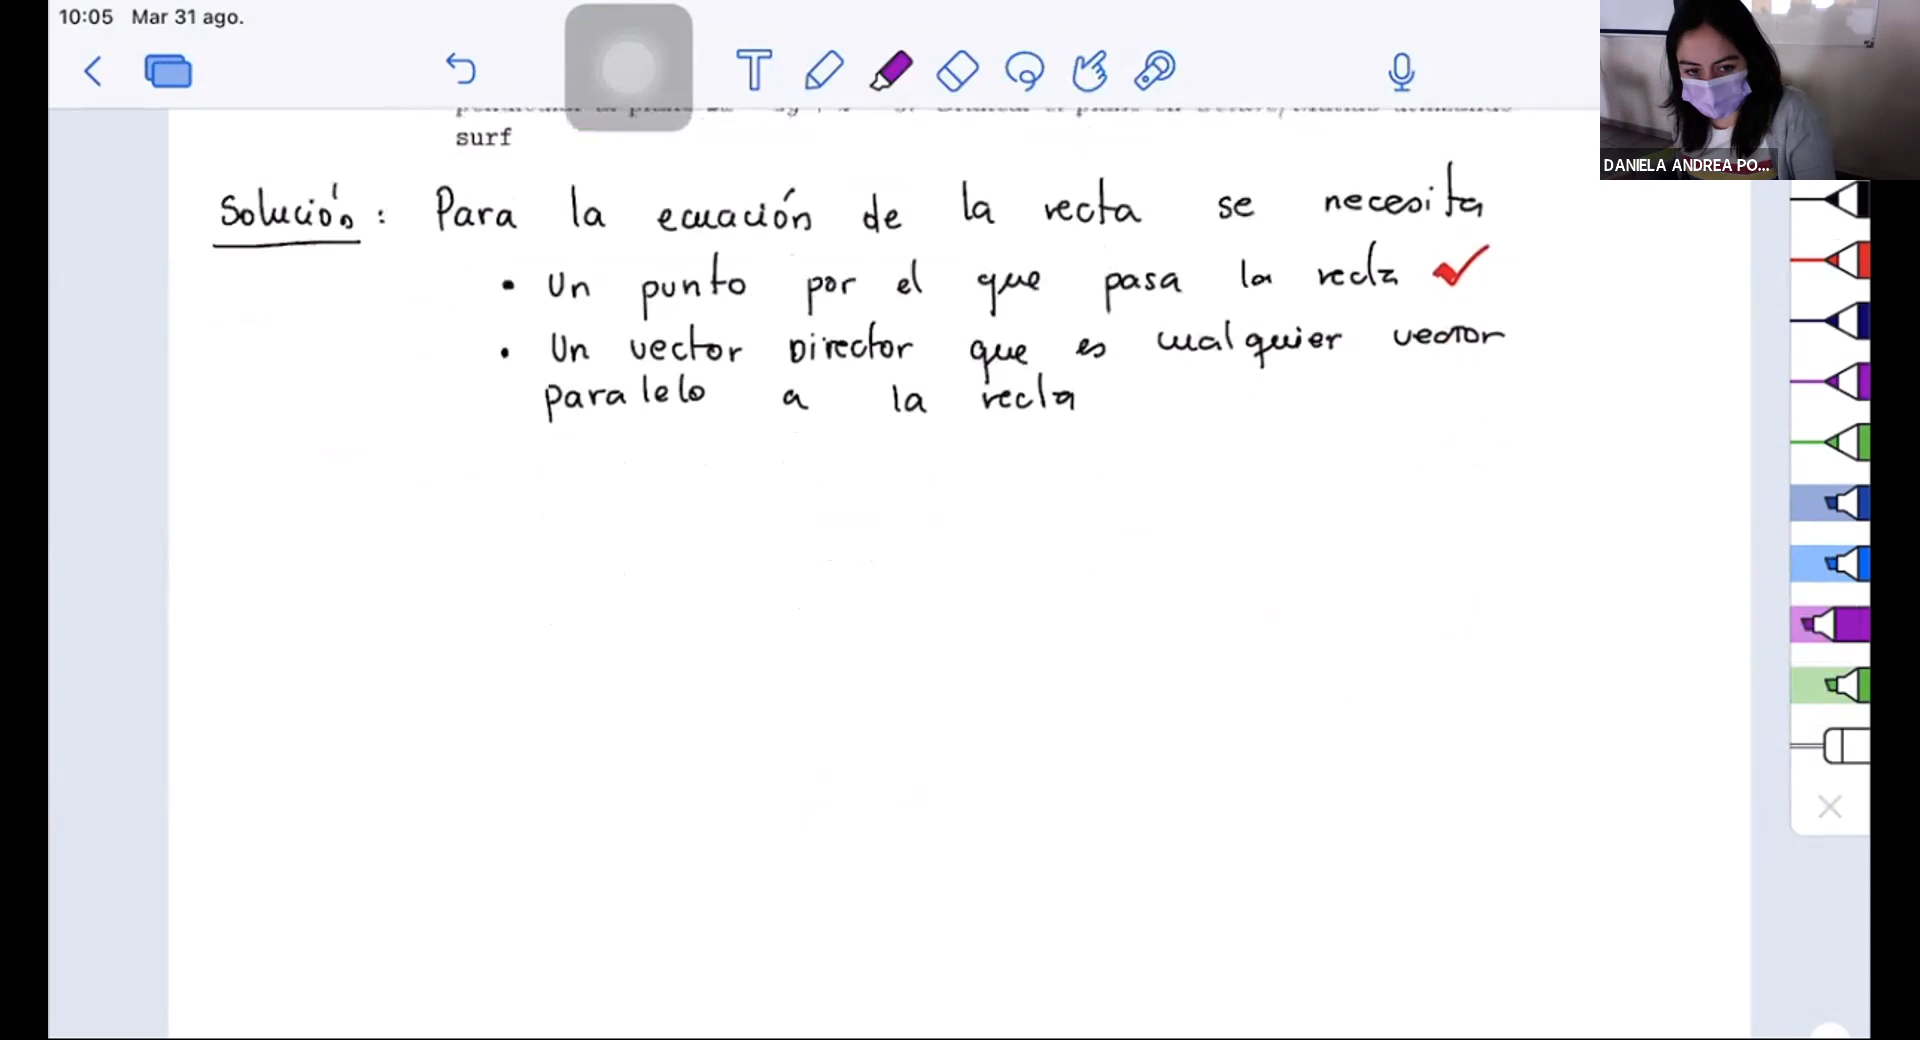 10:05 Mar 31 ago.
surf
DANIELA ANDREA PO...
Solución : Para la ecuación de la recta se necesita
• Un punto por el que pasa la recta ✓
• Un vector Director que es cualquier vector
paralelo a la recta